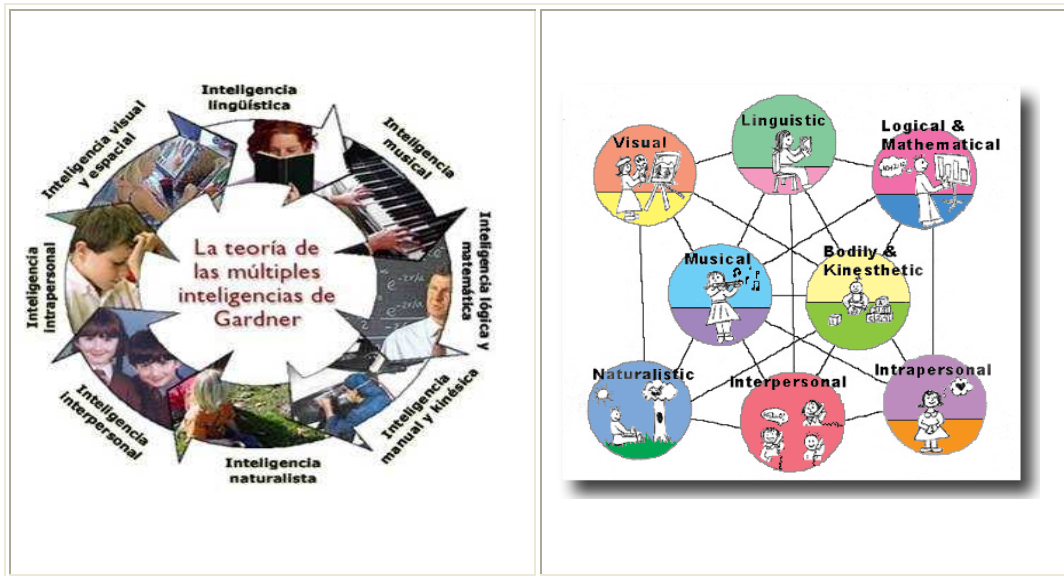 Inteligencia
lingüística
Inteligencia
musical
Inteligencia lógica y
matemática
Inteligencia
manual y kinésica
Inteligencia
naturalista
Inteligencia
interpersonal
Inteligencia
intrapersonal
Inteligencia visual
y espacial
La teoría de
las múltiples
inteligencias de
Gardner
Linguistic
Visual
Logical &
Mathematical
Musical
Bodily &
Kinesthetic
Naturalistic
Interpersonal
Intrapersonal